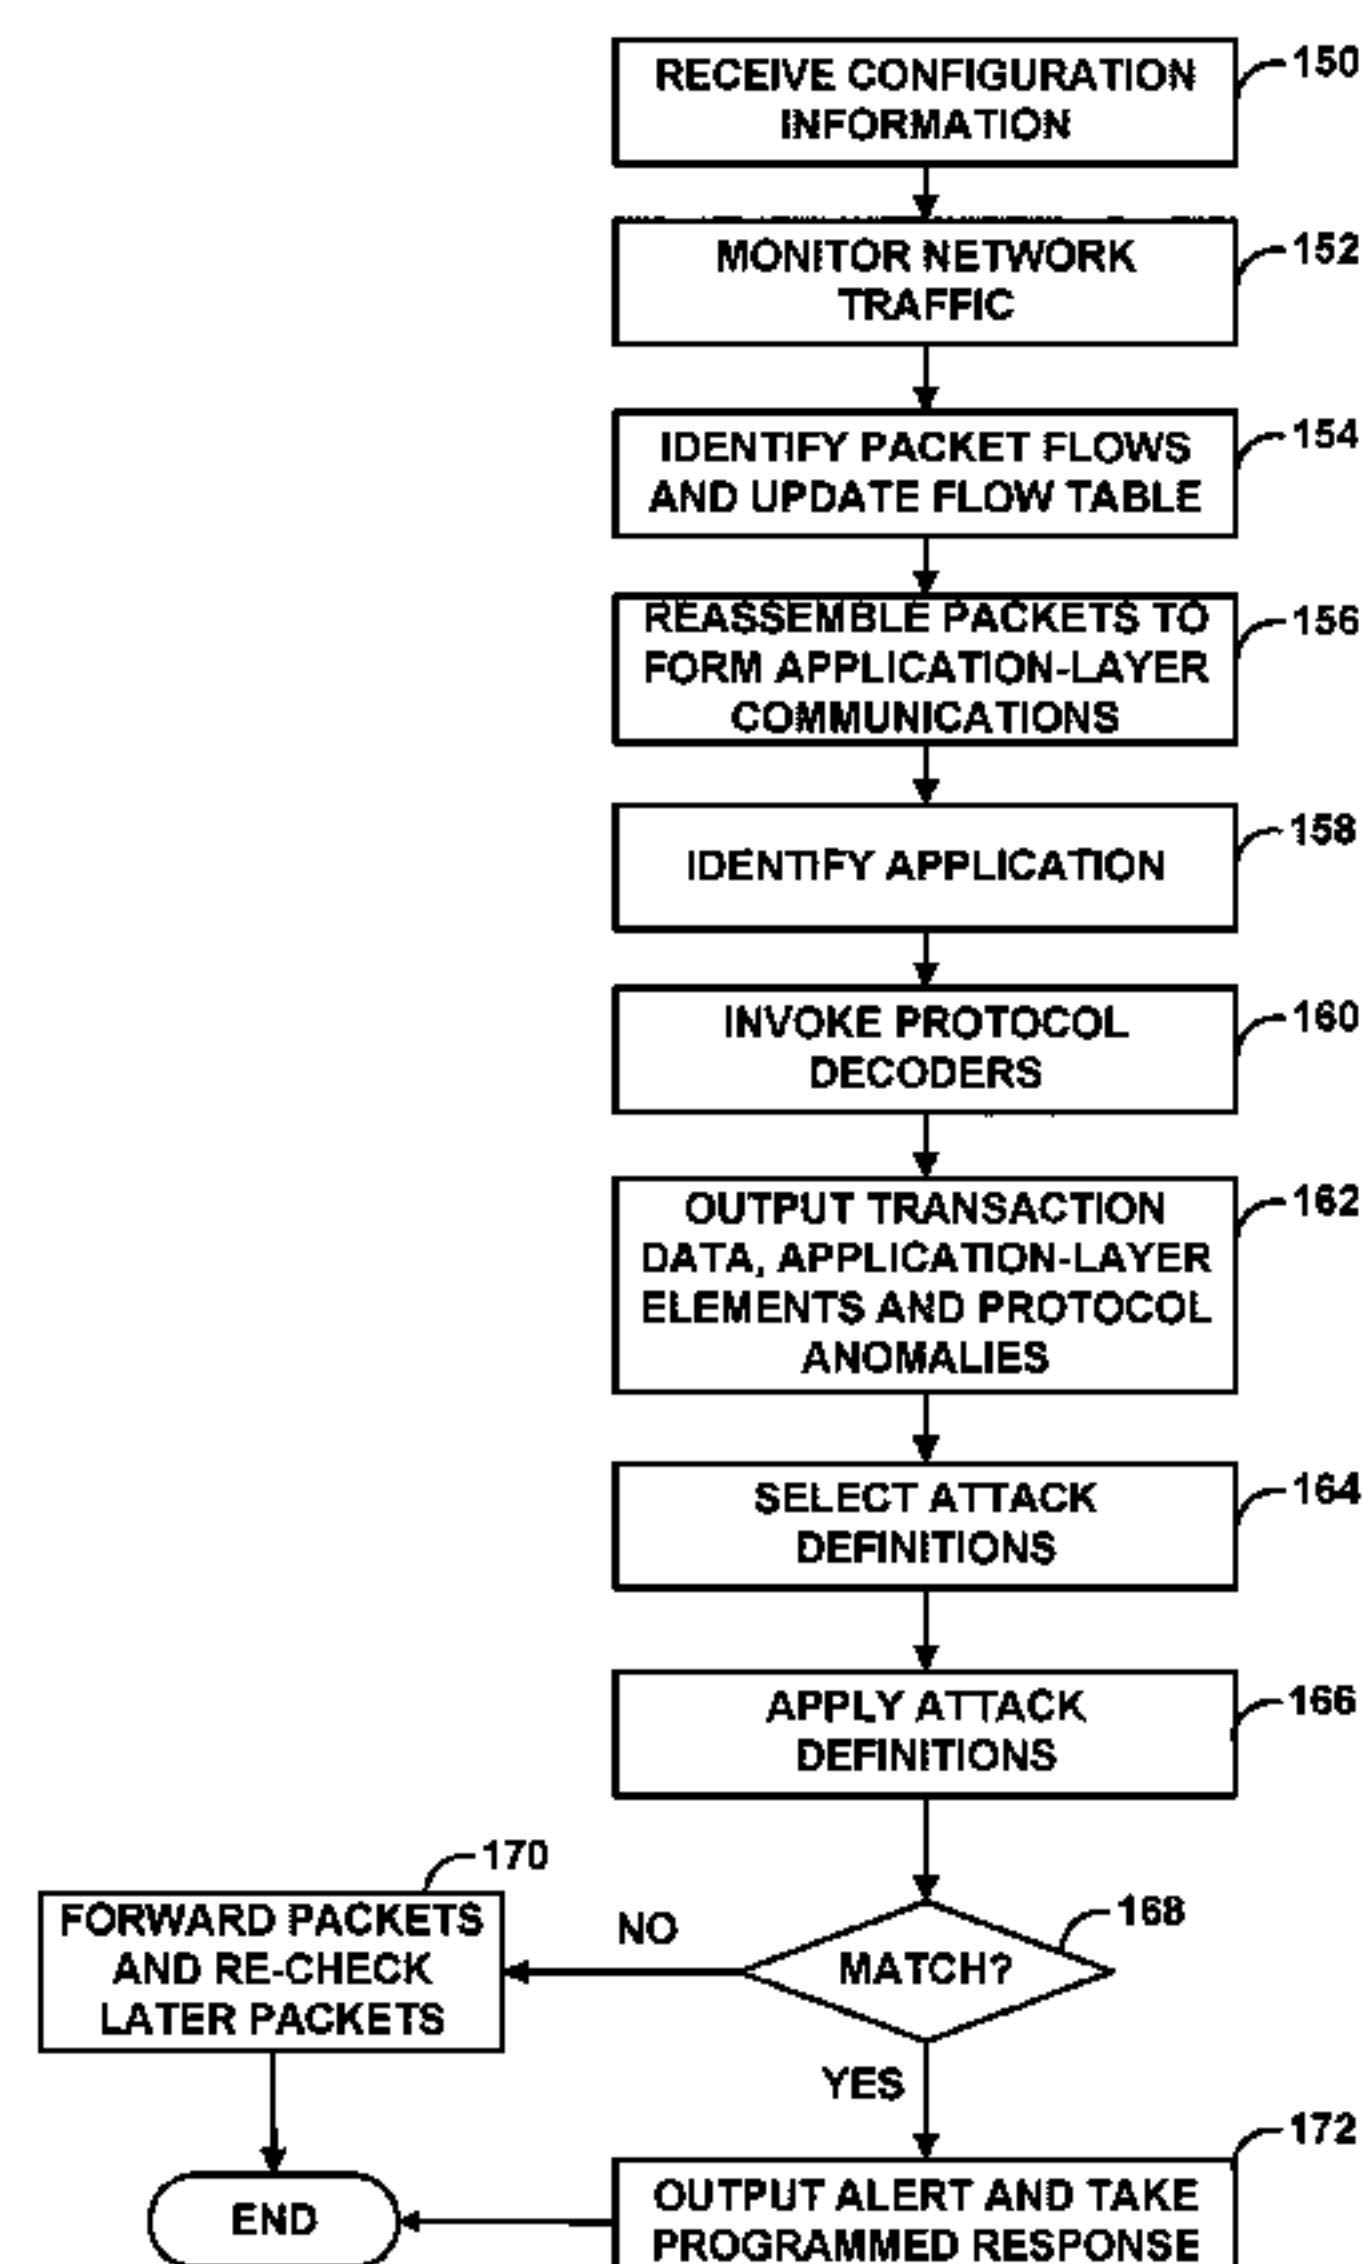 RECEIVE CONFIGURATION
INFORMATION
150
MONITOR NETWORK
TRAFFIC
152
IDENTIFY PACKET FLOWS
AND UPDATE FLOW TABLE
154
REASSEMBLE PACKETS TO
FORM APPLICATION-LAYER
COMMUNICATIONS
156
IDENTIFY APPLICATION
158
INVOKE PROTOCOL
DECODERS
160
OUTPUT TRANSACTION
DATA, APPLICATION-LAYER
ELEMENTS AND PROTOCOL
ANOMALIES
162
SELECT ATTACK
DEFINITIONS
164
APPLY ATTACK
DEFINITIONS
166
MATCH?
168
NO
170
FORWARD PACKETS
AND RE-CHECK
LATER PACKETS
YES
172
OUTPUT ALERT AND TAKE
PROGRAMMED RESPONSE
END